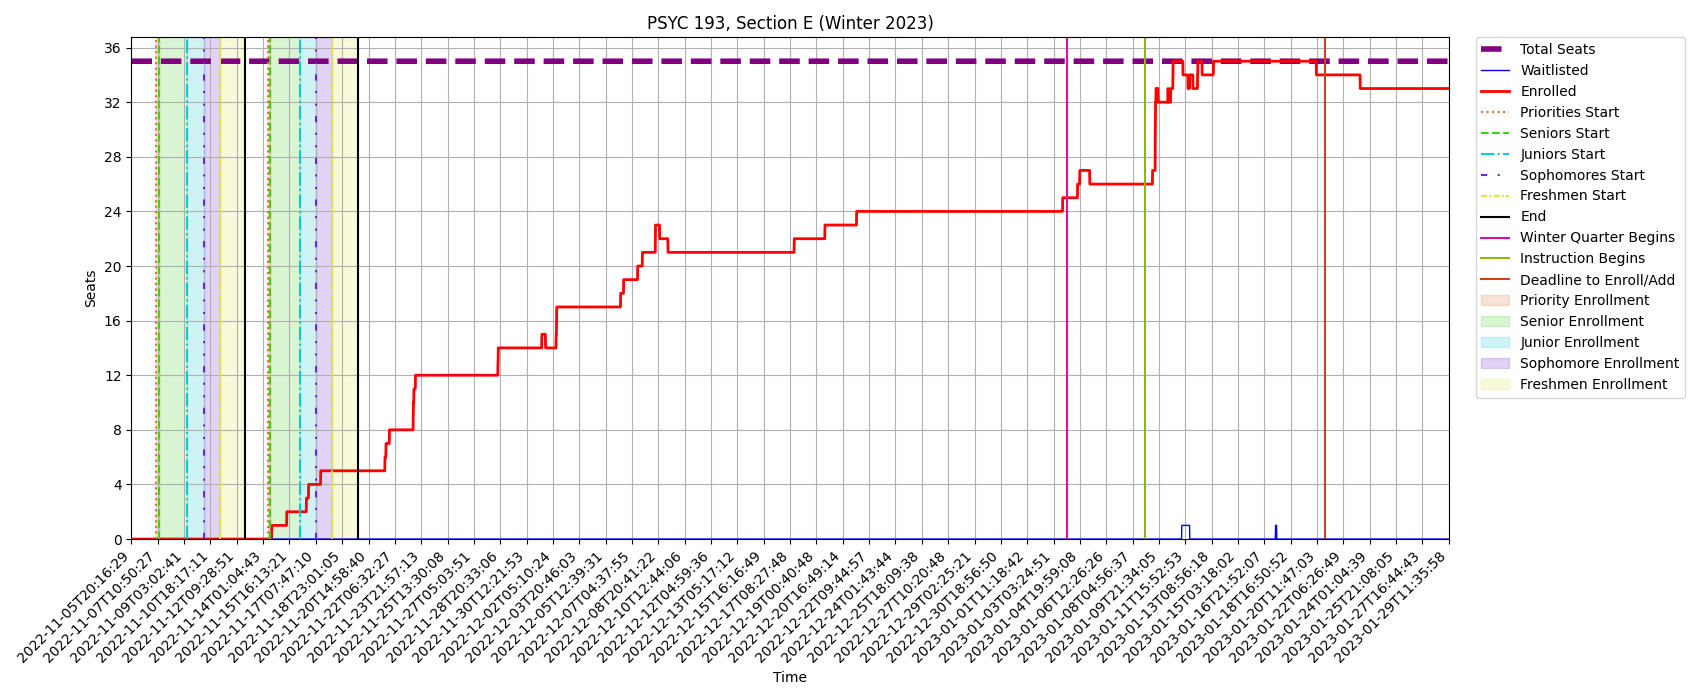 PSYC 193, Section E (Winter 2023)
Seats
36
32
28
24
20
16
12
8
4
0
2022-11-05T20:16:29
2022-11-07T10:50:27
2022-11-09T03:02:41
2022-11-10T18:17:11
2022-11-12T09:28:51
2022-11-14T01:04:43
2022-11-15T16:13:21
2022-11-17T07:47:10
2022-11-18T23:01:05
2022-11-20T14:58:40
2022-11-22T06:32:27
2022-11-23T21:57:13
2022-11-25T13:30:08
2022-11-27T05:03:51
2022-11-28T20:33:06
2022-11-30T12:21:53
2022-12-02T05:10:24
2022-12-03T20:46:03
2022-12-05T12:39:31
2022-12-07T04:37:55
2022-12-08T20:41:22
2022-12-10T12:44:06
2022-12-12T04:59:36
2022-12-13T05:17:12
2022-12-15T16:16:49
2022-12-17T08:27:48
2022-12-19T00:40:48
2022-12-20T16:49:14
2022-12-22T09:44:57
2022-12-24T01:43:44
2022-12-25T18:09:38
2022-12-27T10:20:48
2022-12-29T02:25:21
2022-12-30T18:56:50
2023-01-01T11:18:42
2023-01-03T03:24:51
2023-01-04T19:59:08
2023-01-06T12:26:26
2023-01-08T04:56:37
2023-01-09T21:34:05
2023-01-11T15:52:53
2023-01-13T08:56:18
2023-01-15T03:18:02
2023-01-16T21:52:07
2023-01-18T16:50:52
2023-01-20T11:47:03
2023-01-22T06:26:49
2023-01-24T01:04:39
2023-01-25T21:08:05
2023-01-27T16:44:43
2023-01-29T11:35:58
Time
Total Seats
Waitlisted
Enrolled
Priorities Start
Seniors Start
Juniors Start
Sophomores Start
Freshmen Start
End
Winter Quarter Begins
Instruction Begins
Deadline to Enroll/Add
Priority Enrollment
Senior Enrollment
Junior Enrollment
Sophomore Enrollment
Freshmen Enrollment